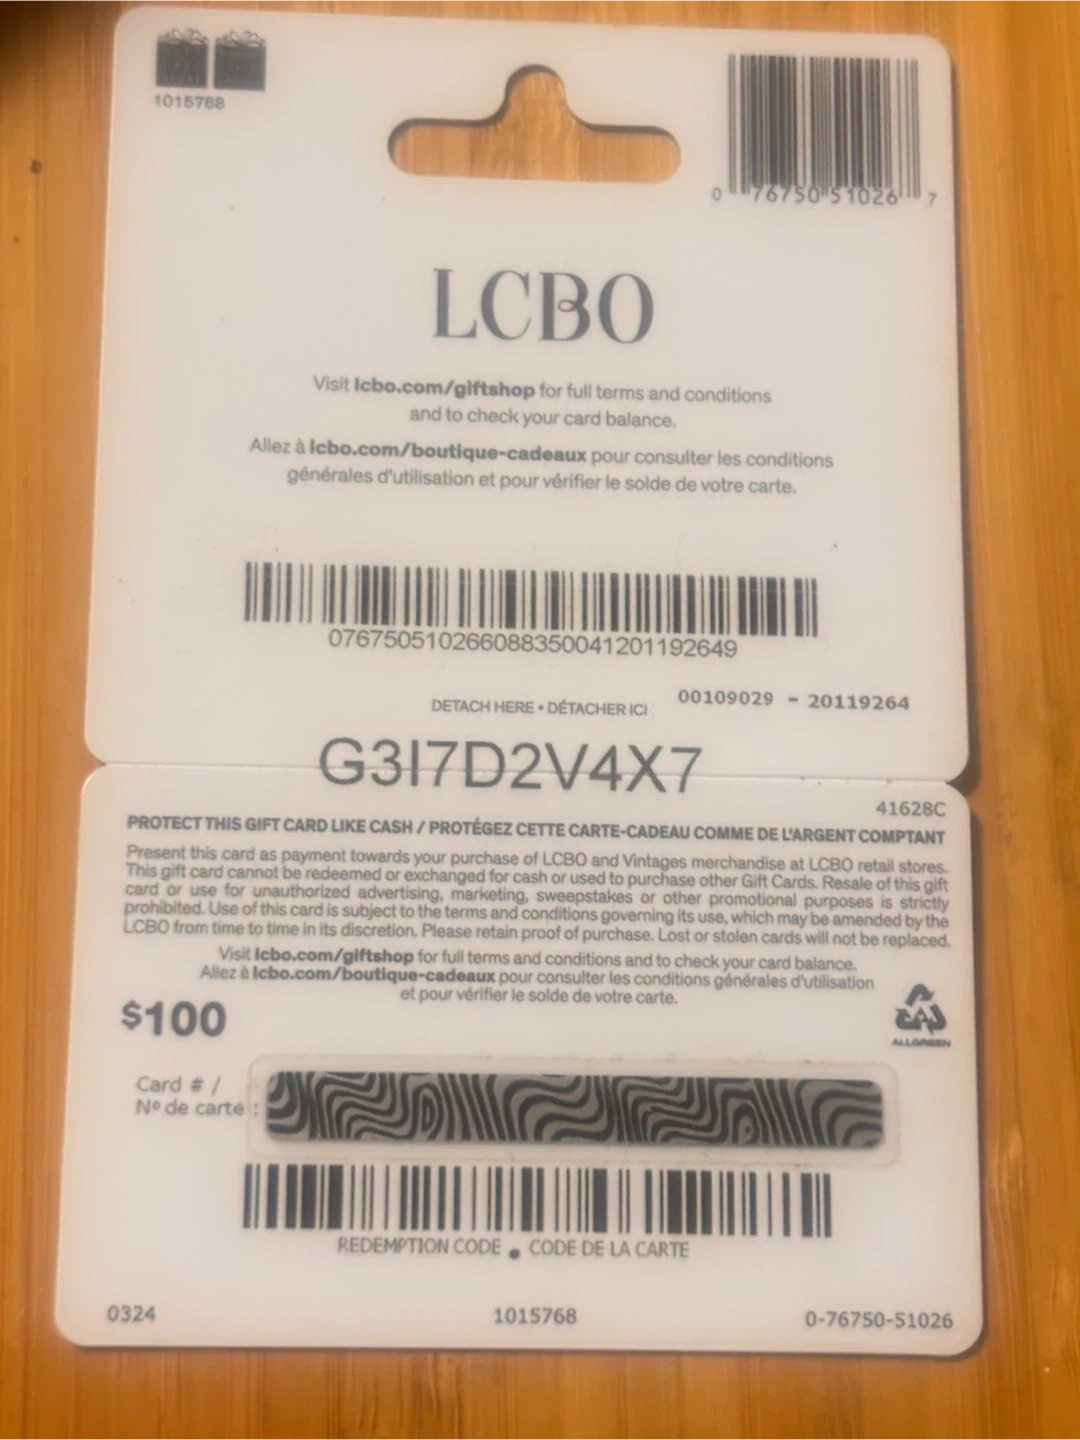 1015768
0 76750 51026 7
LCBO
Visit lcbo.com/giftshop for full terms and conditions
and to check your card balance.
Allez à lcbo.com/boutique-cadeaux pour consulter les conditions
générales d'utilisation et pour vérifier le solde de votre carte.
076750510266088350041201192649
00109029 - 20119264
DETACH HERE • DÉTACHER ICI
G3I7D2V4X7
41628C
PROTECT THIS GIFT CARD LIKE CASH / PROTÉGEZ CETTE CARTE-CADEAU COMME DE L'ARGENT COMPTANT
Present this card as payment towards your purchase of LCBO and Vintages merchandise at LCBO retail stores.
This gift card cannot be redeemed or exchanged for cash or used to purchase other Gift Cards. Resale of this gift
card or use for unauthorized advertising, marketing, sweepstakes or other promotional purposes is strictly
prohibited. Use of this card is subject to the terms and conditions governing its use, which may be amended by the
LCBO from time to time in its discretion. Please retain proof of purchase. Lost or stolen cards will not be replaced.
Visit lcbo.com/giftshop for full terms and conditions and to check your card balance.
Allez à lcbo.com/boutique-cadeaux pour consulter les conditions générales d'utilisation
et pour vérifier le solde de votre carte.
$100
ALLGREEN
Card # /
Nº de carte :
REDEMPTION CODE • CODE DE LA CARTE
0324
1015768
0-76750-51026